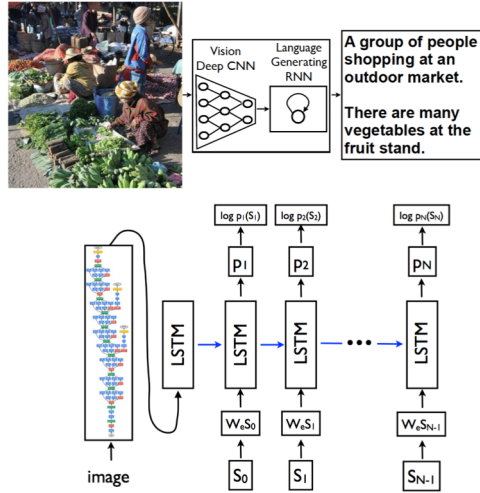 Vision
Deep CNN
Language
Generating
RNN
A group of people
shopping at an
outdoor market.
There are many
vegetables at the
fruit stand.
log p₁(S₁)
log p₂(S₂)
log pN(SN)
p₁
p₂
pN
LSTM
LSTM
LSTM
•••
LSTM
WₑS₀
WₑS₁
WₑSN-1
image
S₀
S₁
SN-1